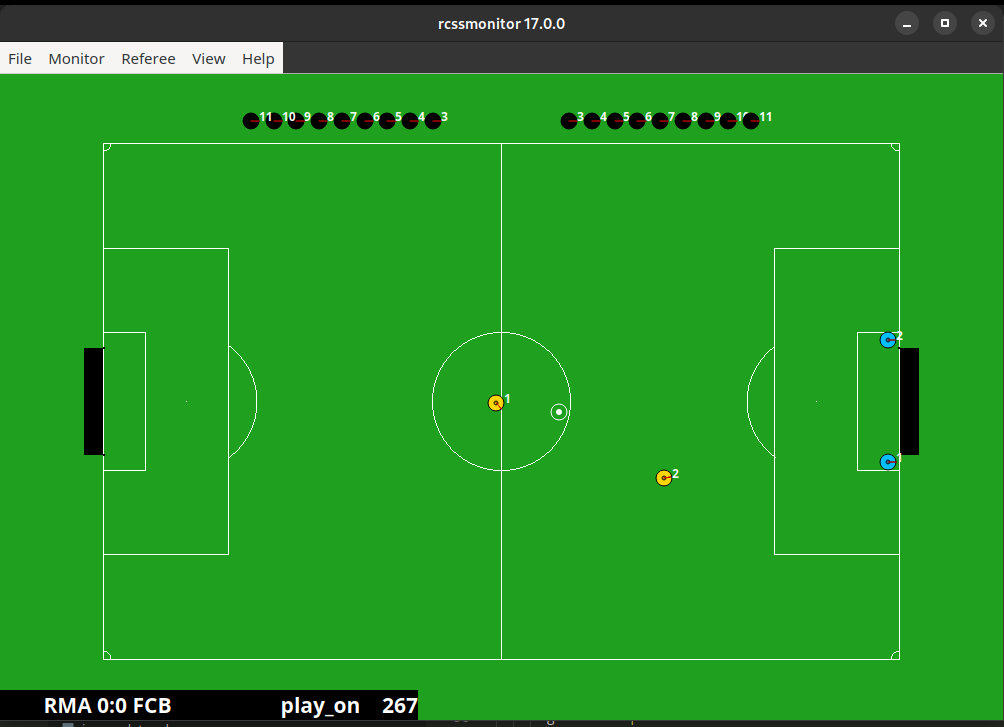 rcssmonitor 17.0.0
File Monitor Referee View Help
11 10 9 8 7 6 5 4 3 3 4 5 6 7 8 9 10 11
2
1
1
2
RMA 0:0 FCB play_on 267